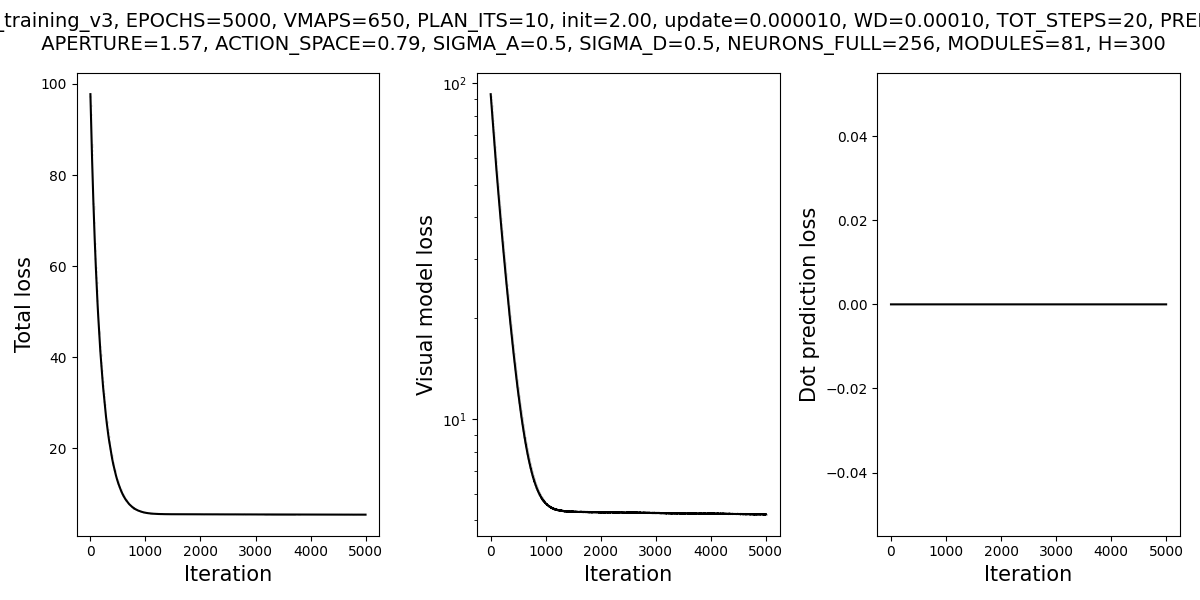 _training_v3, EPOCHS=5000, VMAPS=650, PLAN_ITS=10, init=2.00, update=0.000010, WD=0.00010, TOT_STEPS=20,
APERTURE=1.57, ACTION_SPACE=0.79, SIGMA_A=0.5, SIGMA_D=0.5, NEURONS_FULL=256, MODULES=81, H=300
Total loss
100
80
60
40
20
0 1000 2000 3000 4000 5000
Iteration
Visual model loss
10²
10¹
0 1000 2000 3000 4000 5000
Iteration
Dot prediction loss
0.04
0.02
0.00
−0.02
−0.04
0 1000 2000 3000 4000 5000
Iteration